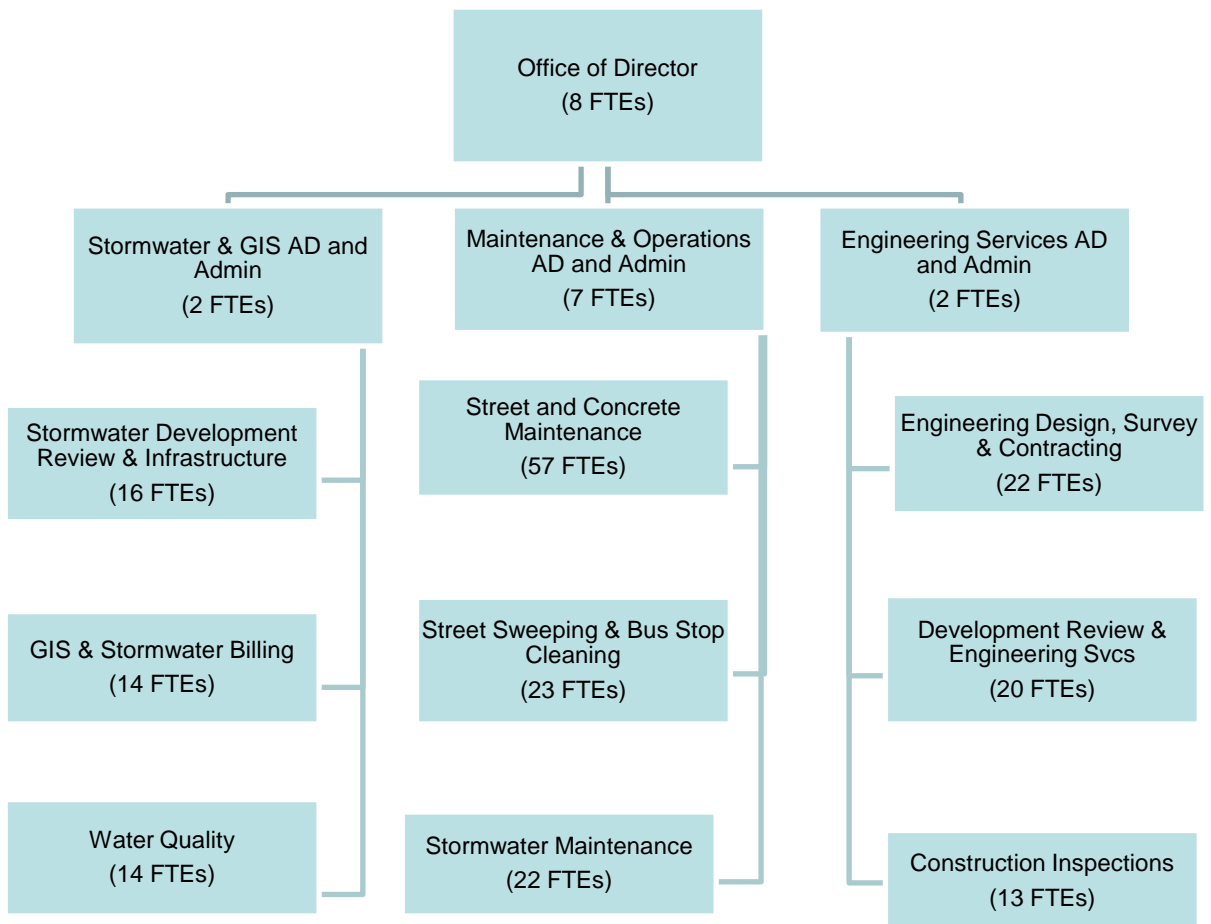 Office of Director
(8 FTEs)
Stormwater & GIS AD and
Admin
(2 FTEs)
Maintenance & Operations
AD and Admin
(7 FTEs)
Engineering Services AD
and Admin
(2 FTEs)
Stormwater Development
Review & Infrastructure
(16 FTEs)
GIS & Stormwater Billing
(14 FTEs)
Water Quality
(14 FTEs)
Street and Concrete
Maintenance
(57 FTEs)
Street Sweeping & Bus Stop
Cleaning
(23 FTEs)
Stormwater Maintenance
(22 FTEs)
Engineering Design, Survey
& Contracting
(22 FTEs)
Development Review &
Engineering Svcs
(20 FTEs)
Construction Inspections
(13 FTEs)